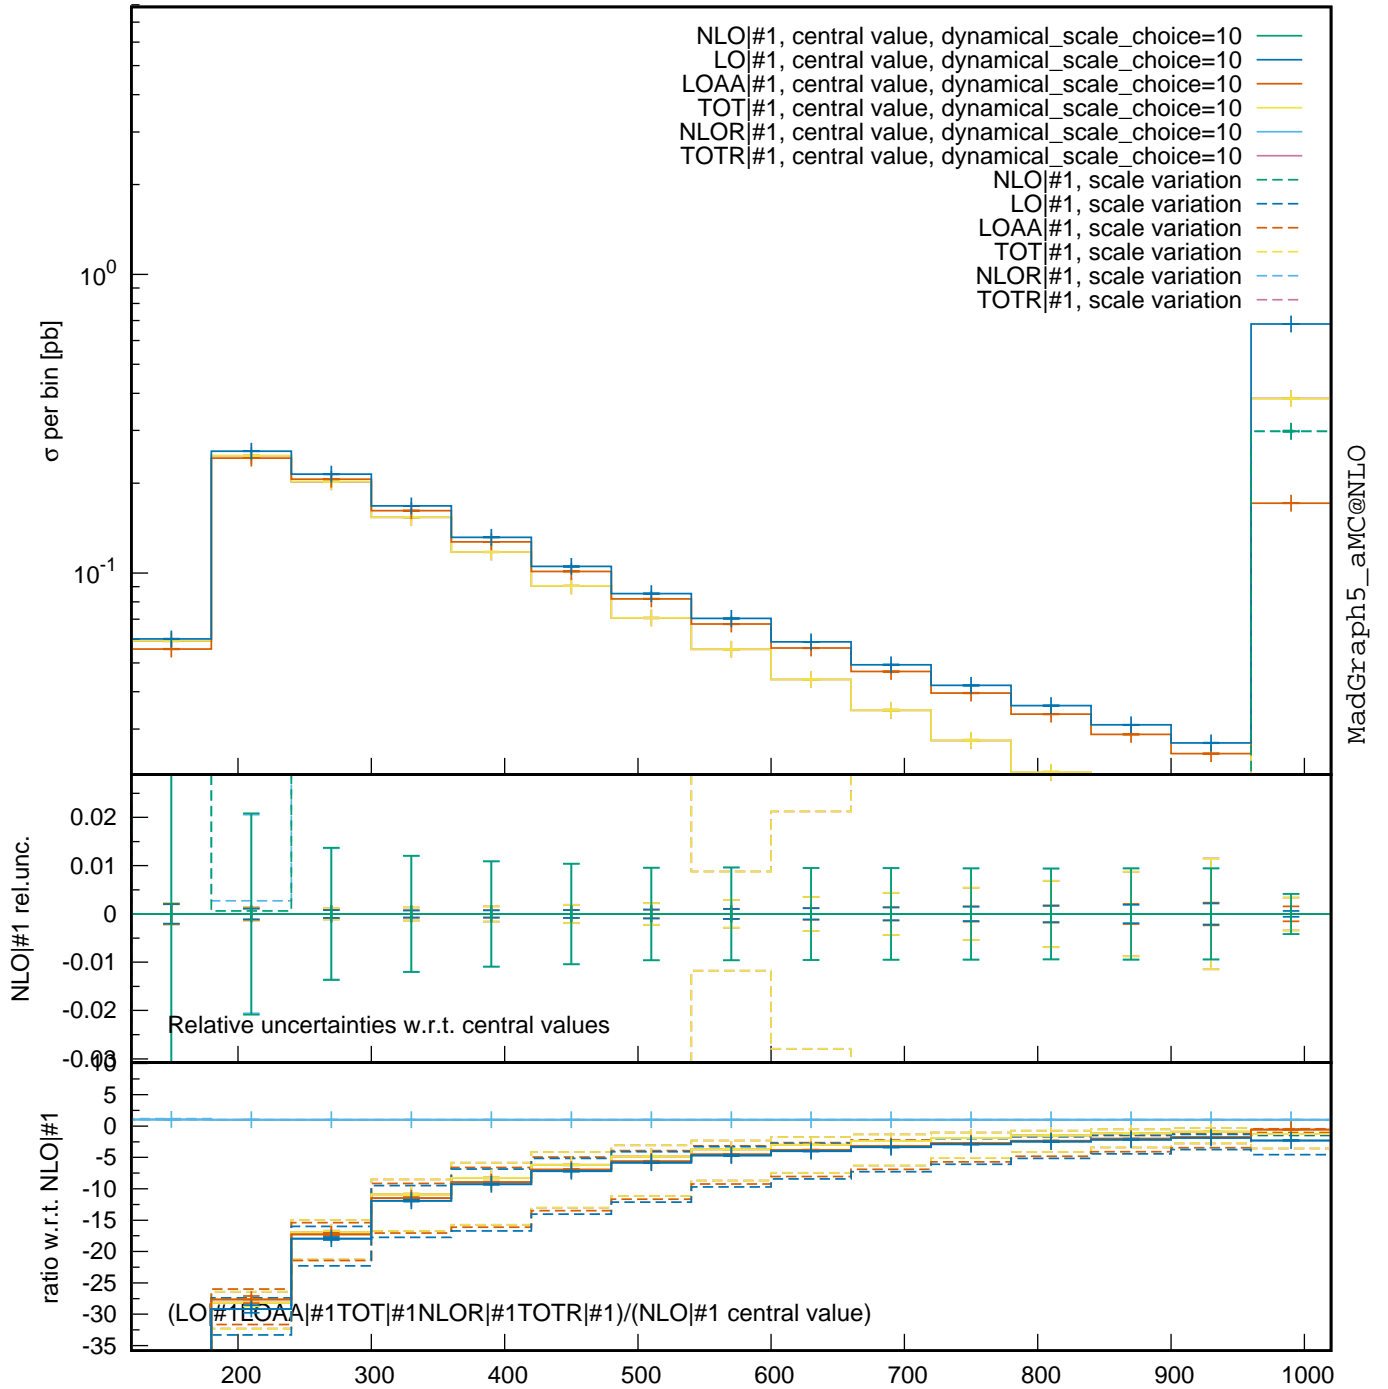 NLO|#1, central value, dynamical_scale_choice=10
LO|#1, central value, dynamical_scale_choice=10
LOAA|#1, central value, dynamical_scale_choice=10
TOT|#1, central value, dynamical_scale_choice=10
NLOR|#1, central value, dynamical_scale_choice=10
TOTR|#1, central value, dynamical_scale_choice=10
NLO|#1, scale variation
LO|#1, scale variation
LOAA|#1, scale variation
TOT|#1, scale variation
NLOR|#1, scale variation
TOTR|#1, scale variation
10^0
10^-1
σ per bin [pb]
MadGraph5_aMC@NLO
0.02
0.01
0
-0.01
-0.02
-0.03
NLO|#1 rel.unc.
Relative uncertainties w.r.t. central values
10
5
0
-5
-10
-15
-20
-25
-30
-35
ratio w.r.t. NLO|#1
(LO|#1LOAA|#1TOT|#1NLOR|#1TOTR|#1)/(NLO|#1 central value)
200 300 400 500 600 700 800 900 1000